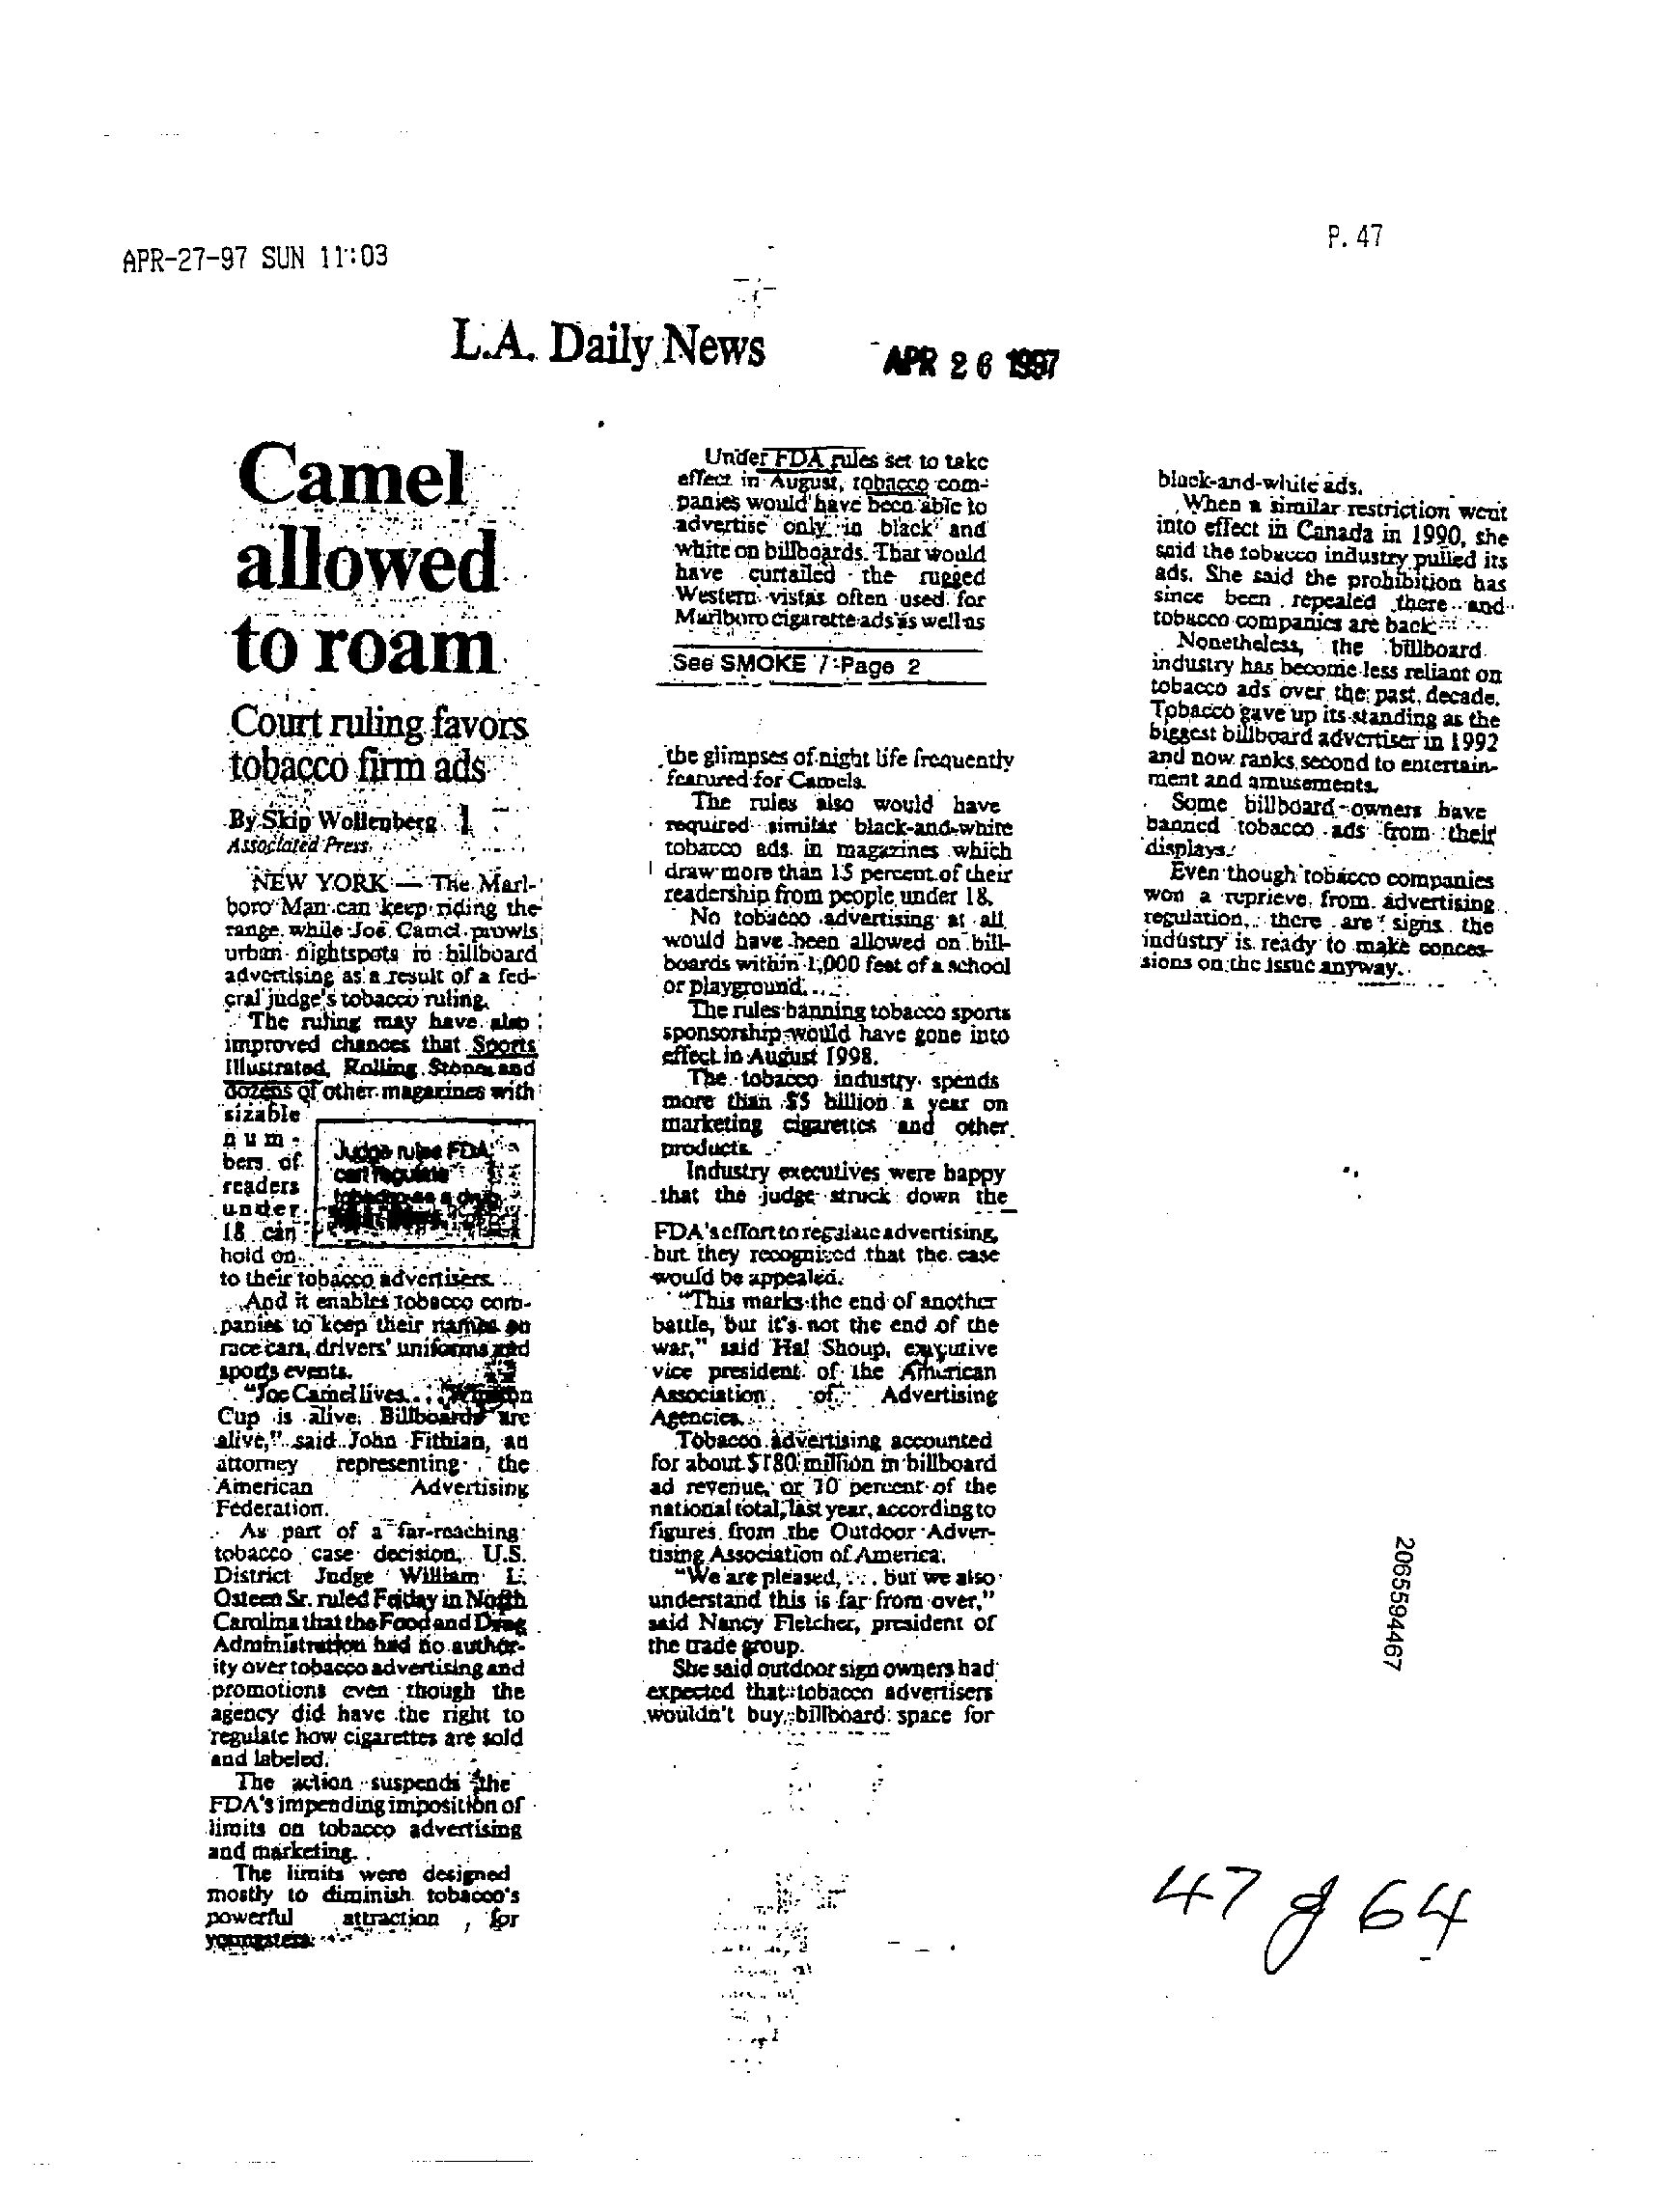 APR-27-97 SUN 11:03
P. 47
L.A. Daily News
APR 26 1997
Camel
allowed
to roam
Court ruling favors
tobacco firm ads
By Skip Wollenberg
Associated Press
NEW YORK — The Marl-
boro Man can keep riding the
range while Joe Camel prowls
urban nightspots in billboard
advertising as a result of a fed-
eral judge's tobacco ruling.
The ruling may have also
improved chances that Sports
Illustrated, Rolling Stone and
dozens of other magazines with
sizable
num-
bers of
readers
under
18 can
hold on
to their tobacco advertisers.
Judge rules FDA
can regulate
tobacco as a drug
And it enables tobacco com-
panies to keep their names on
race cars, drivers' uniforms and
sports events.
"Joe Camel lives. . . . Winston
Cup is alive. Billboards are
alive," said John Fithian, an
attorney representing the
American Advertising
Federation.
As part of a far-reaching
tobacco case decision, U.S.
District Judge William L.
Osteen Sr. ruled Friday in North
Carolina that the Food and Drug
Administration had no author-
ity over tobacco advertising and
promotions even though the
agency did have the right to
regulate how cigarettes are sold
and labeled.
The action suspends the
FDA's impending imposition of
limits on tobacco advertising
and marketing.
The limits were designed
mostly to diminish tobacco's
powerful attraction for
youngsters.
Under FDA rules set to take
effect in August, tobacco com-
panies would have been able to
advertise only in black and
white on billboards. That would
have curtailed the rugged
Western vistas often used for
Marlboro cigarette ads as well as
See SMOKE / Page 2
the glimpses of night life frequently
featured for Camels.
The rules also would have
required similar black-and-white
tobacco ads in magazines which
draw more than 15 percent of their
readership from people under 18.
No tobacco advertising at all
would have been allowed on bill-
boards within 1,000 feet of a school
or playground.
The rules banning tobacco sports
sponsorship would have gone into
effect in August 1998.
The tobacco industry spends
more than $5 billion a year on
marketing cigarettes and other
products.
Industry executives were happy
that the judge struck down the
FDA's effort to regulate advertising,
but they recognized that the case
would be appealed.
"This marks the end of another
battle, but it's not the end of the
war," said Hal Shoup, executive
vice president of the American
Association of Advertising
Agencies.
Tobacco advertising accounted
for about $180 million in billboard
ad revenue, or 10 percent of the
national total, last year, according to
figures from the Outdoor Adver-
tising Association of America.
"We are pleased, . . . but we also
understand this is far from over,"
said Nancy Fletcher, president of
the trade group.
She said outdoor sign owners had
expected that tobacco advertisers
wouldn't buy billboard space for
black-and-white ads.
When a similar restriction went
into effect in Canada in 1990, she
said the tobacco industry pulled its
ads. She said the prohibition has
since been repealed there and
tobacco companies are back.
Nonetheless, the billboard
industry has become less reliant on
tobacco ads over the past decade.
Tobacco gave up its standing as the
biggest billboard advertiser in 1992
and now ranks second to entertain-
ment and amusements.
Some billboard owners have
banned tobacco ads from their
displays.
Even though tobacco companies
won a reprieve from advertising
regulation, there are signs the
industry is ready to make conces-
sions on the issue anyway.
2065594467
47 of 64